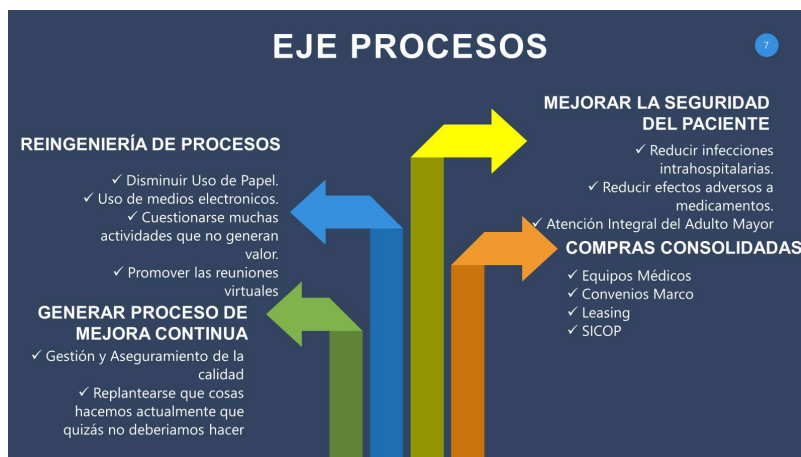 EJE PROCESOS
7
REINGENIERÍA DE PROCESOS
✓ Disminuir Uso de Papel.
✓ Uso de medios electronicos.
✓ Cuestionarse muchas
actividades que no generan
valor.
✓ Promover las reuniones
virtuales
GENERAR PROCESO DE
MEJORA CONTINUA
✓ Gestión y Aseguramiento de la
calidad
✓ Replantearse que cosas
hacemos actualmente que
quizás no deberiamos hacer
MEJORAR LA SEGURIDAD
DEL PACIENTE
✓ Reducir infecciones
intrahospitalarias.
✓ Reducir efectos adversos a
medicamentos.
✓ Atención Integral del Adulto Mayor
COMPRAS CONSOLIDADAS
✓ Equipos Médicos
✓ Convenios Marco
✓ Leasing
✓ SICOP